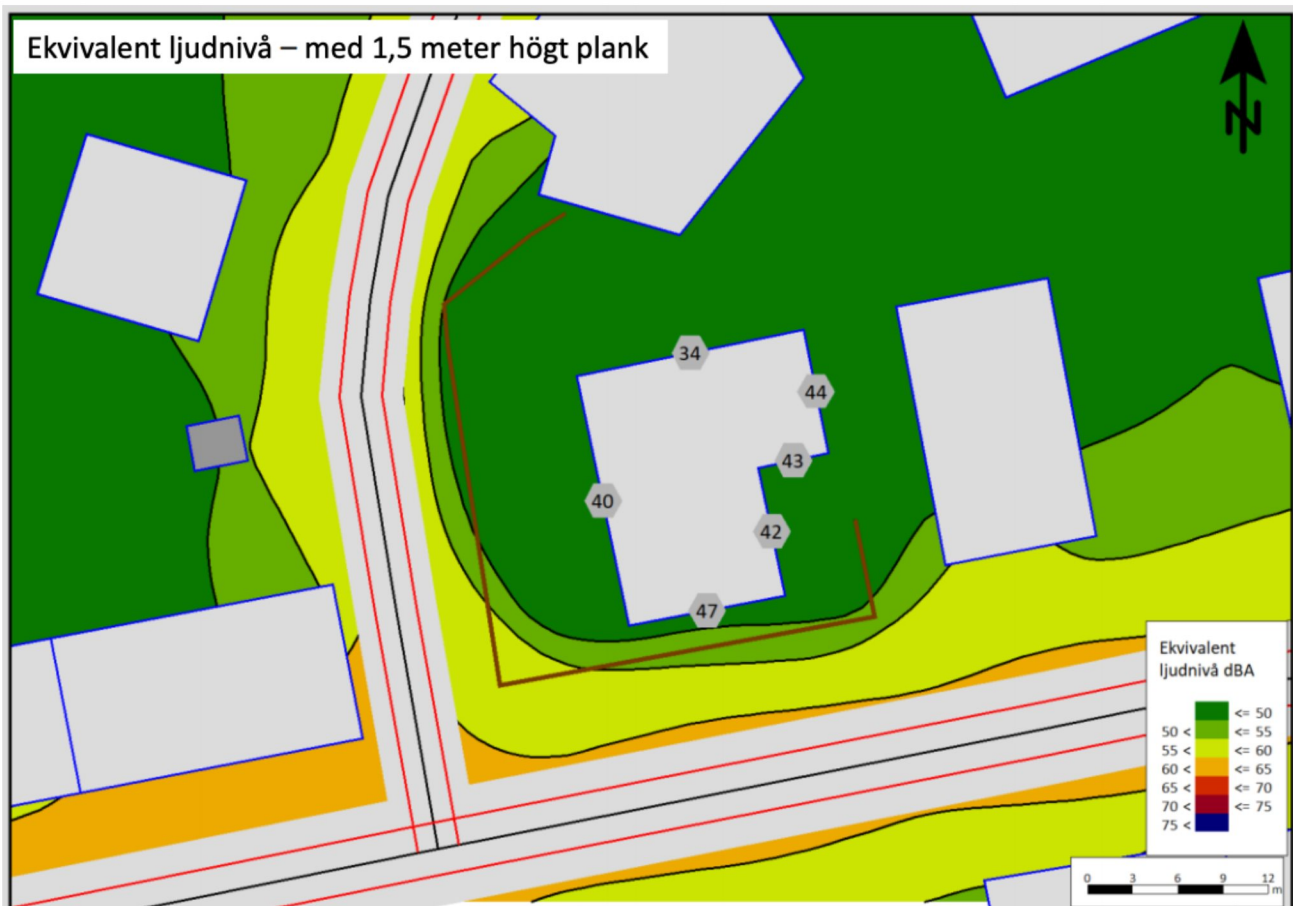 Ekvivalent ljudnivå – med 1,5 meter högt plank
N
34
44
43
40
42
47
Ekvivalent
ljudnivå dBA
<= 50
50 < <= 55
55 < <= 60
60 < <= 65
65 < <= 70
70 < <= 75
75 <
0 3 6 9 12
m